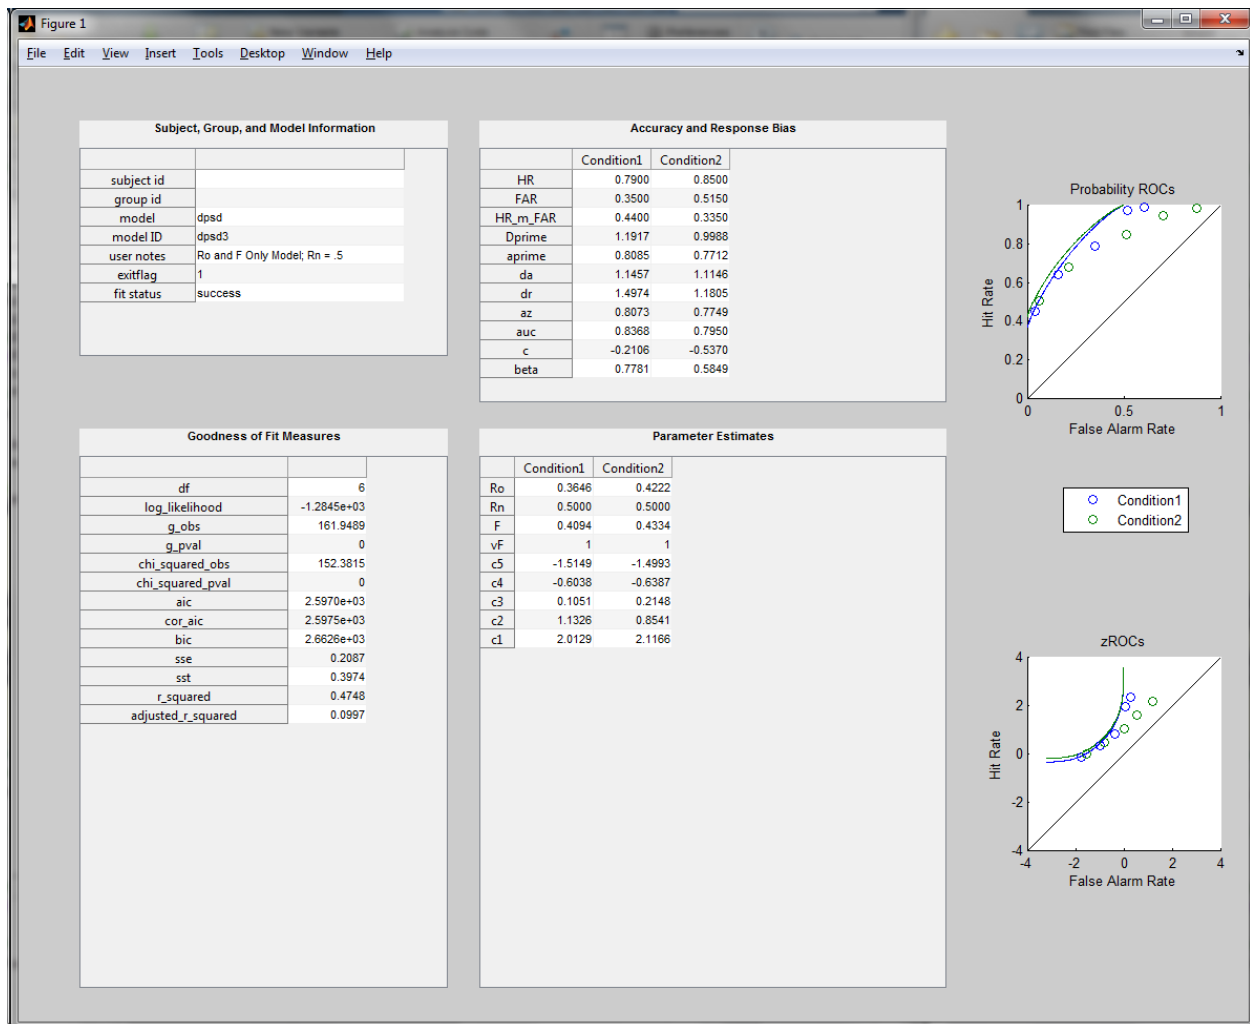 Figure 1
File Edit View Insert Tools Desktop Window Help
Subject, Group, and Model Information
subject id
group id
model dpsd
model ID dpsd3
user notes Ro and F Only Model; Rn = .5
exitflag 1
fit status success
Accuracy and Response Bias
Condition1 Condition2
HR 0.7900 0.8500
FAR 0.3500 0.5150
HR_m_FAR 0.4400 0.3350
Dprime 1.1917 0.9988
aprime 0.8085 0.7712
da 1.1457 1.1146
dr 1.4974 1.1805
az 0.8073 0.7749
auc 0.8368 0.7950
c -0.2106 -0.5370
beta 0.7781 0.5849
Probability ROCs
1
0.8
0.6
0.4
0.2
0
Hit Rate
0 0.5 1
False Alarm Rate
Goodness of Fit Measures
df 6
log_likelihood -1.2845e+03
g_obs 161.9489
g_pval 0
chi_squared_obs 152.3815
chi_squared_pval 0
aic 2.5970e+03
cor_aic 2.5975e+03
bic 2.6626e+03
sse 0.2087
sst 0.3974
r_squared 0.4748
adjusted_r_squared 0.0997
Parameter Estimates
Condition1 Condition2
Ro 0.3646 0.4222
Rn 0.5000 0.5000
F 0.4094 0.4334
vF 1 1
c5 -1.5149 -1.4993
c4 -0.6038 -0.6387
c3 0.1051 0.2148
c2 1.1326 0.8541
c1 2.0129 2.1166
Condition1
Condition2
zROCs
4
2
0
-2
-4
Hit Rate
-4 -2 0 2 4
False Alarm Rate